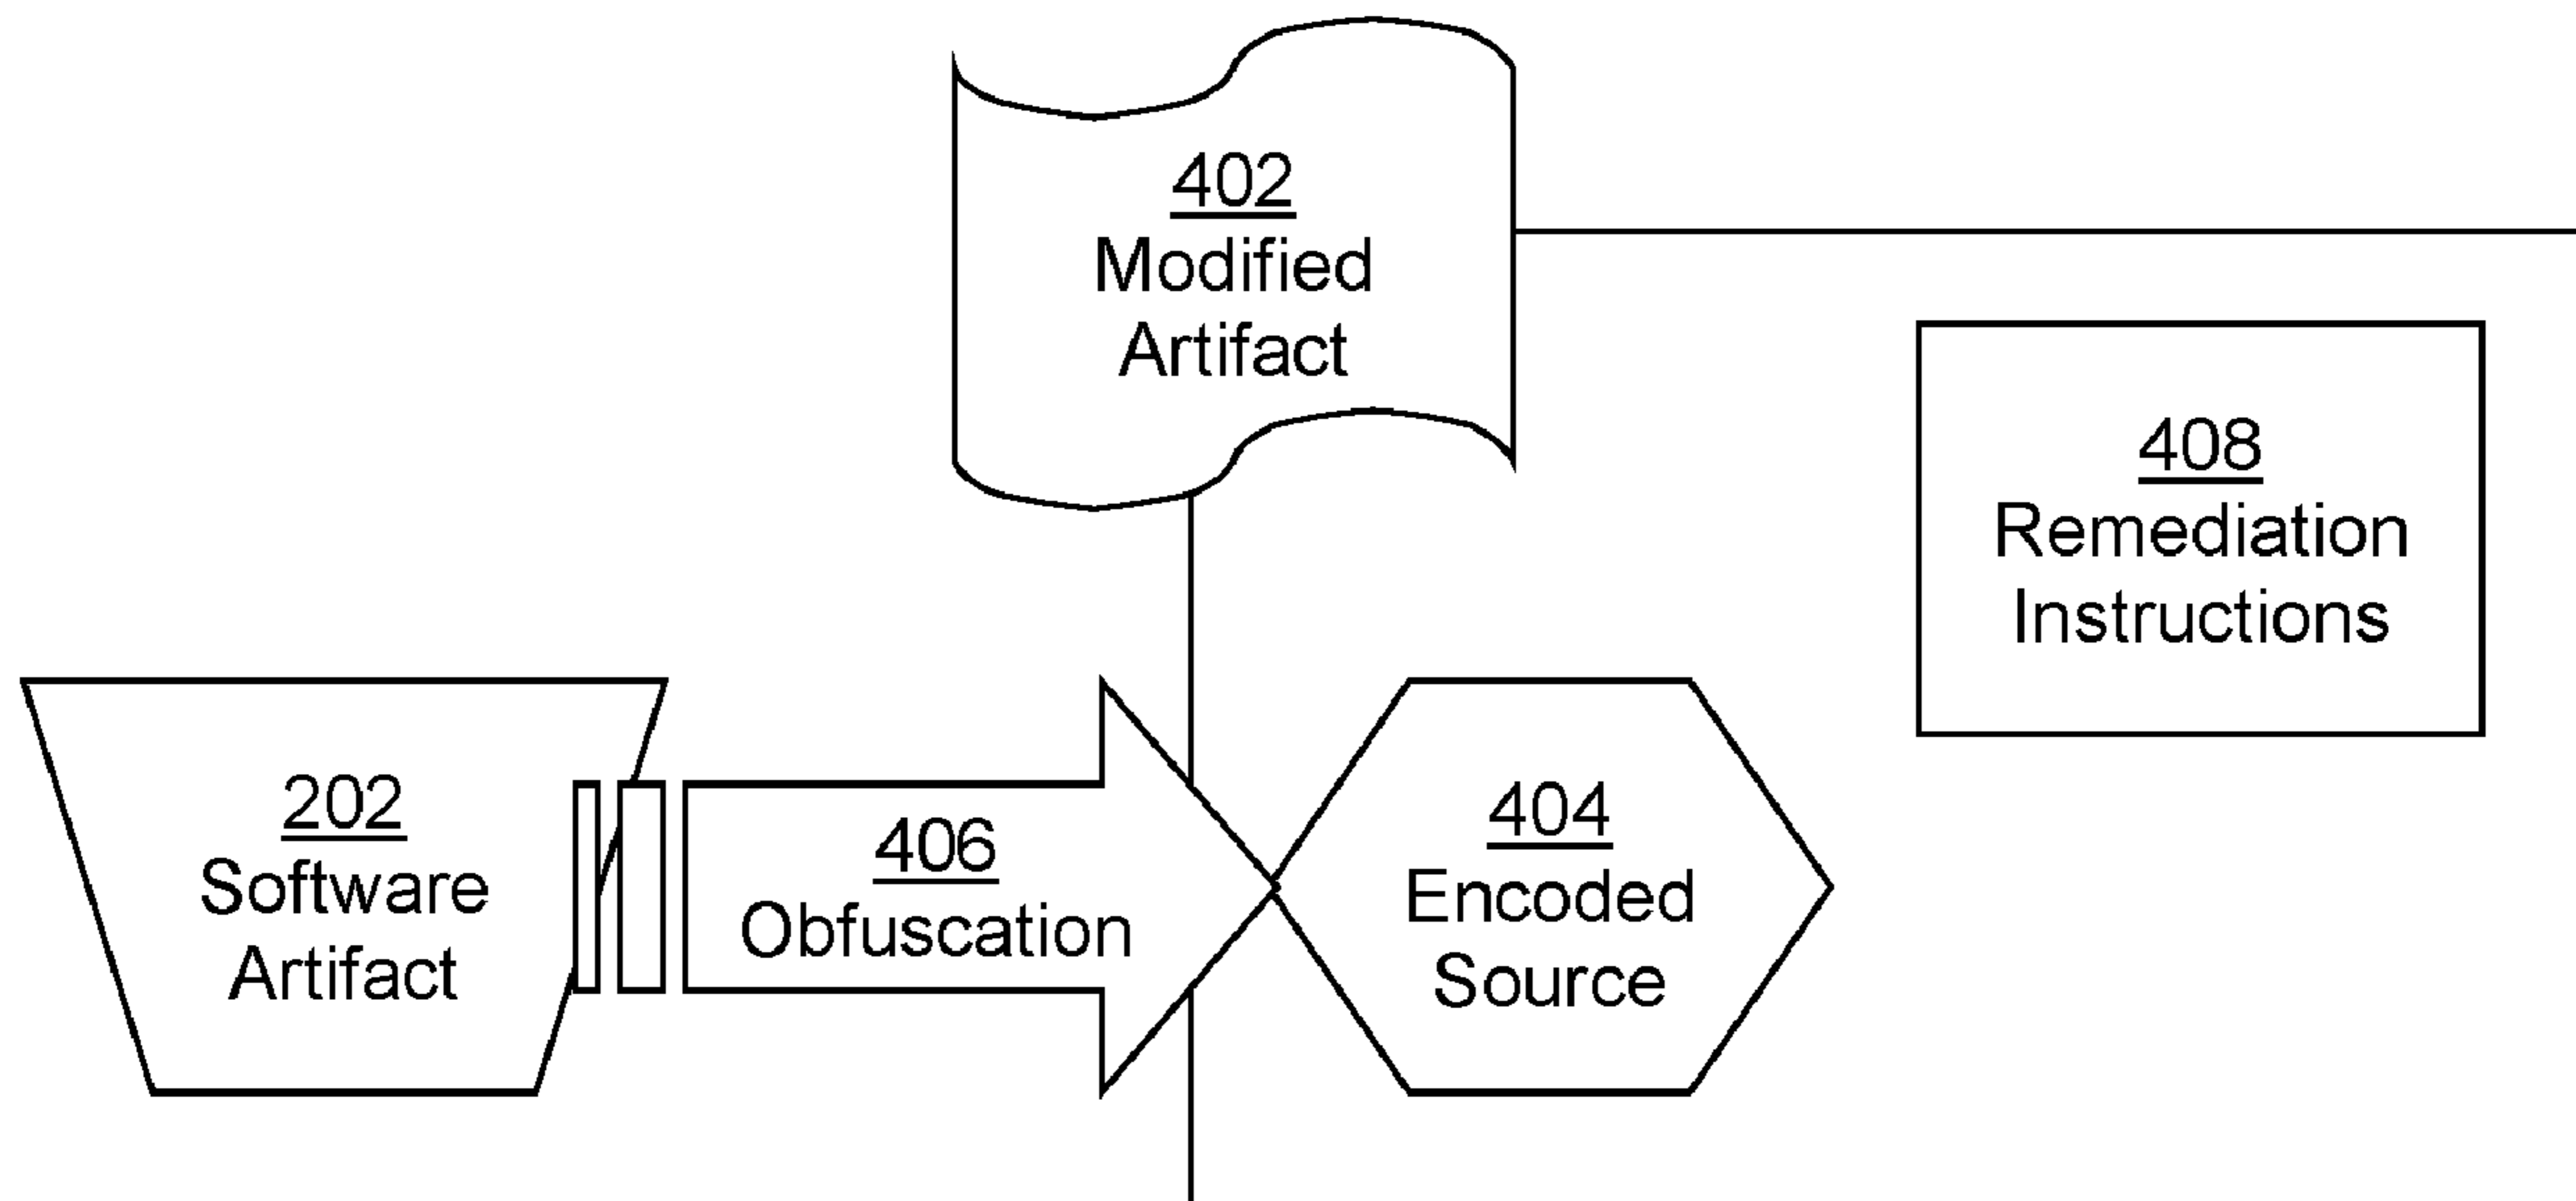 402
Modified
Artifact
408
Remediation
Instructions
202
Software
Artifact
406
Obfuscation
404
Encoded
Source